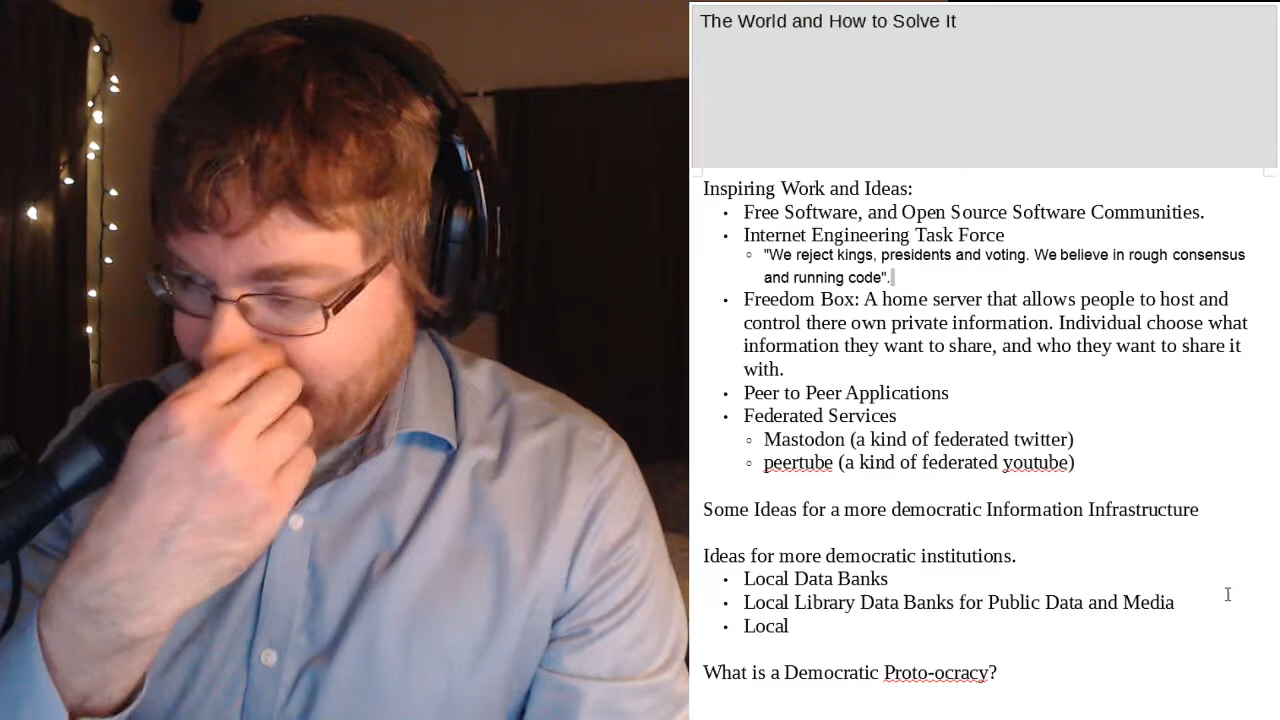 The World and How to Solve It
Inspiring Work and Ideas:
• Free Software, and Open Source Software Communities.
• Internet Engineering Task Force
◦ "We reject kings, presidents and voting. We believe in rough consensus
and running code".
• Freedom Box: A home server that allows people to host and
control there own private information. Individual choose what
information they want to share, and who they want to share it
with.
• Peer to Peer Applications
• Federated Services
◦ Mastodon (a kind of federated twitter)
◦ peertube (a kind of federated youtube)
Some Ideas for a more democratic Information Infrastructure
Ideas for more democratic institutions.
• Local Data Banks
• Local Library Data Banks for Public Data and Media
• Local
What is a Democratic Proto-ocracy?